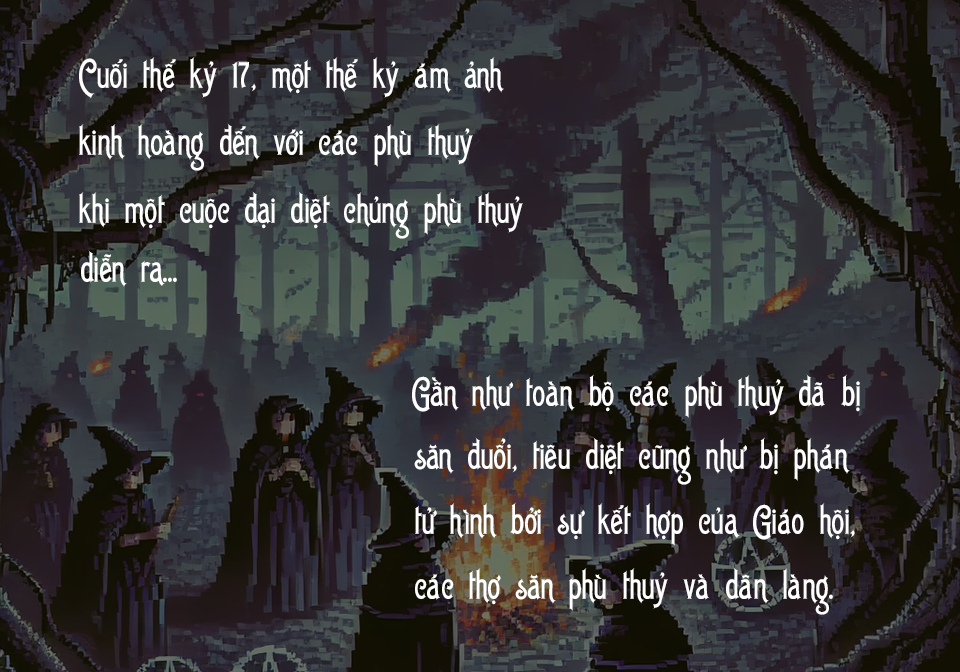 Cuối thế kỷ 17, một thế kỷ ám ảnh
kinh hoàng đến với các phù thuỷ
khi một cuộc đại diệt chủng phù thuỷ
diễn ra...
Gần như toàn bộ các phù thuỷ đã bị
săn đuổi, tiêu diệt cũng như bị phán
tử hình bởi sự kết hợp của Giáo hội,
các thợ săn phù thuỷ và dân làng.